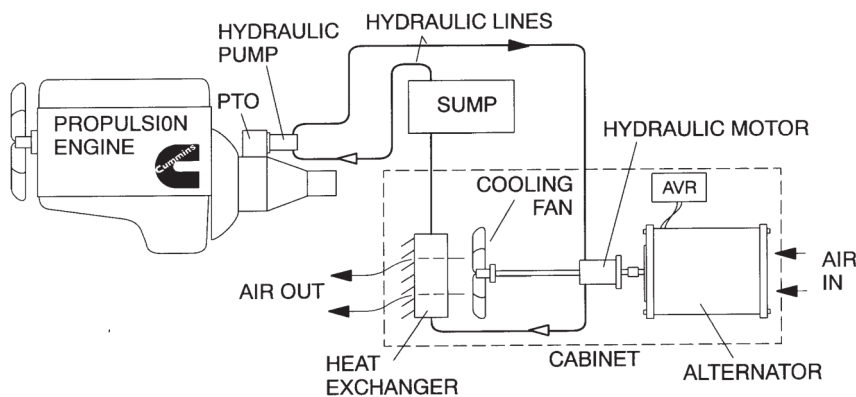 HYDRAULIC LINES
HYDRAULIC
PUMP
PTO
SUMP
PROPULSION
ENGINE
Cummins
HYDRAULIC MOTOR
COOLING
FAN
AVR
AIR
IN
AIR OUT
CABINET
HEAT
EXCHANGER
ALTERNATOR